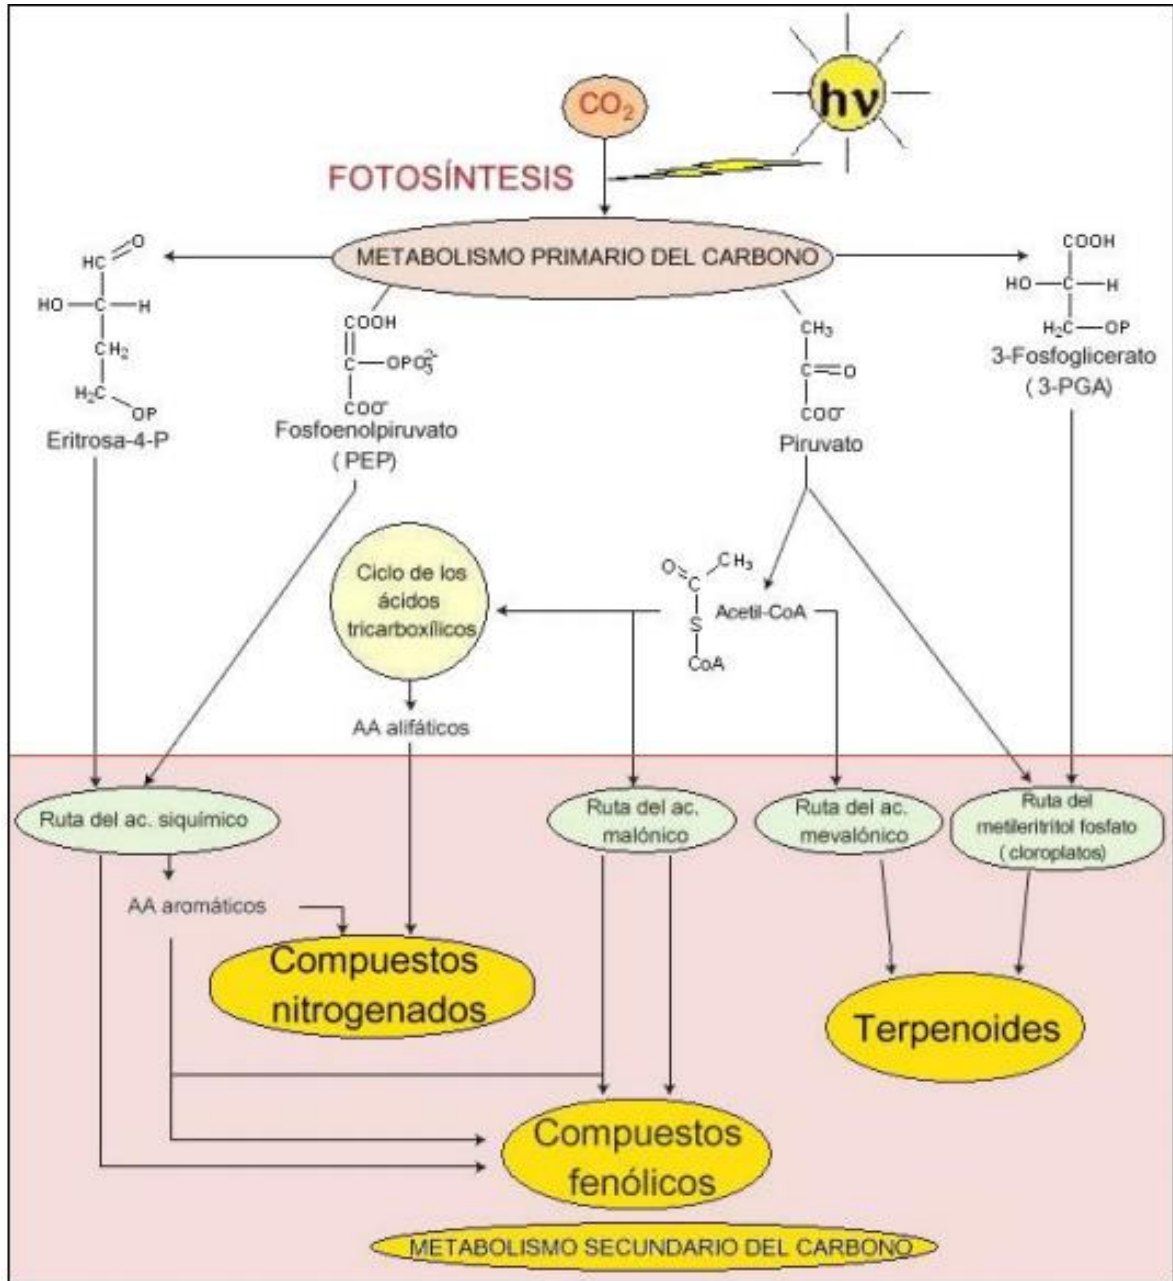 CO₂
hν
FOTOSÍNTESIS
METABOLISMO PRIMARIO DEL CARBONO
HC
O
HO
C
H
CH₂
H₂C
OP
Eritrosa-4-P
COOH
C
OPO₃²⁻
COO⁻
Fosfoenolpiruvato
(PEP)
CH₃
C
O
COO⁻
Piruvato
COOH
HO
C
H
H₂C
OP
3-Fosfoglicerato
(3-PGA)
Ciclo de los
ácidos
tricarboxílicos
O
CH₃
C
S
CoA
Acetil-CoA
AA alifáticos
Ruta del ac. siquímico
Ruta del ac.
malónico
Ruta del ac.
mevalónico
Ruta del
metileritritol fosfato
(cloroplatos)
AA aromáticos
Compuestos
nitrogenados
Terpenoides
Compuestos
fenólicos
METABOLISMO SECUNDARIO DEL CARBONO